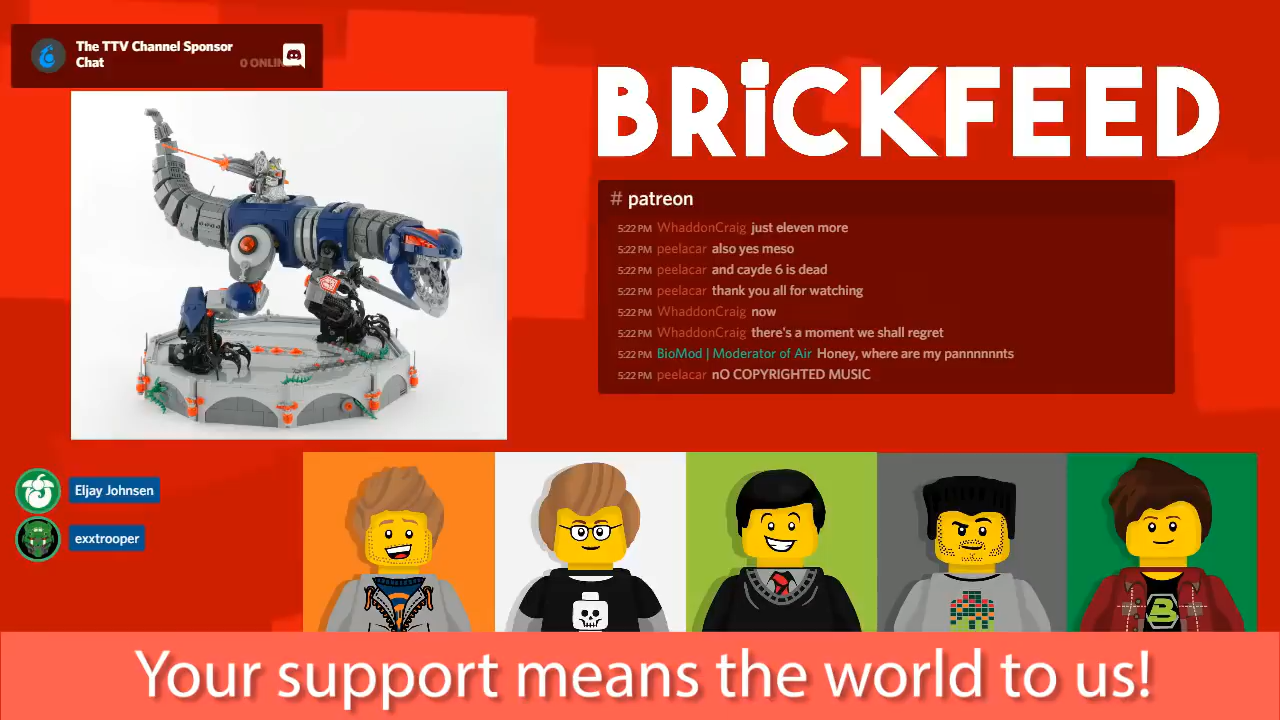 The TTV Channel Sponsor
Chat
0 ONLIN
BRiCKFEED
# patreon
5:22 PM WhaddonCraig just eleven more
5:22 PM peelacar also yes meso
5:22 PM peelacar and cayde 6 is dead
5:22 PM peelacar thank you all for watching
5:22 PM WhaddonCraig now
5:22 PM WhaddonCraig there's a moment we shall regret
5:22 PM BioMod | Moderator of Air Honey, where are my pannnnnnts
5:22 PM peelacar nO COPYRIGHTED MUSIC
Eljay Johnsen
exxtrooper
B
Your support means the world to us!